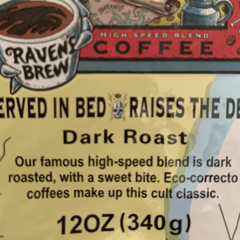 RAVEN'S
BREW
HIGH SPEED BLEND
COFFEE
ERVED IN BED RAISES THE DE
Dark Roast
Our famous high-speed blend is dark
roasted, with a sweet bite. Eco-correcto
coffees make up this cult classic.
12OZ (340g)